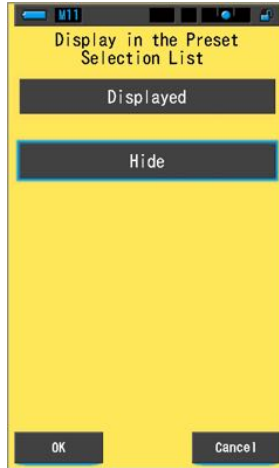 M11
Display in the Preset
Selection List
Displayed
Hide
OK
Cancel